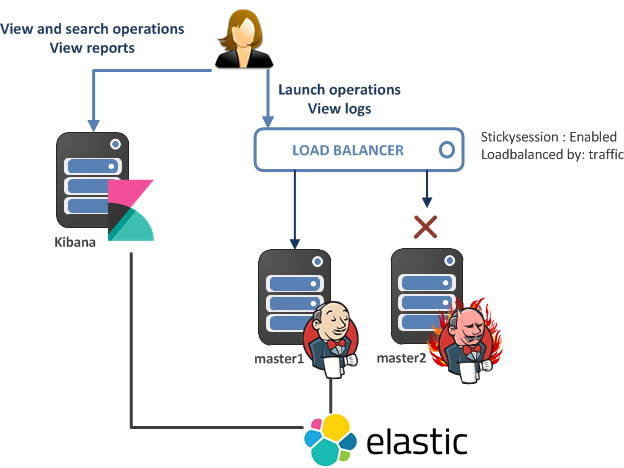 View and search operations
View reports
Launch operations
View logs
LOAD BALANCER
Stickysession : Enabled
Loadbalanced by: traffic
Kibana
master1
master2
elastic